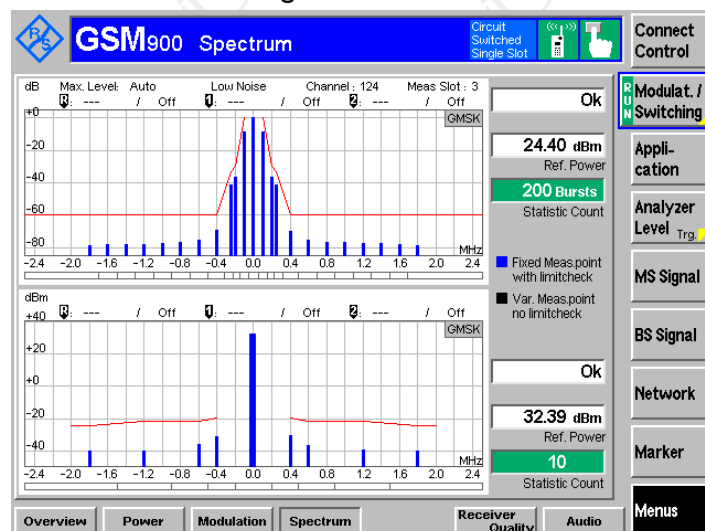 GSM900 Spectrum
Circuit Switched Single Slot
Connect Control
dB Max. Level: Auto Low Noise Channel : 124 Meas Slot : 3
R: --- / Off 1: --- / Off 2: --- / Off
GMSK
+0
-20
-40
-60
-80
MHz
-2.4 -2.0 -1.6 -1.2 -0.8 -0.4 0.0 0.4 0.8 1.2 1.6 2.0 2.4
Ok
24.40 dBm
Ref. Power
200 Bursts
Statistic Count
Fixed Meas.point
with limitcheck
Var. Meas.point
no limitcheck
dBm
R: --- / Off 1: --- / Off 2: --- / Off
GMSK
+40
+20
+0
-20
-40
MHz
-2.4 -2.0 -1.6 -1.2 -0.8 -0.4 0.0 0.4 0.8 1.2 1.6 2.0 2.4
Ok
32.39 dBm
Ref. Power
10
Statistic Count
RUN
Modulat. / Switching
Appli-
cation
Analyzer
Level Trg.
MS Signal
BS Signal
Network
Marker
Menus
Overview Power Modulation Spectrum Receiver Quality Audio